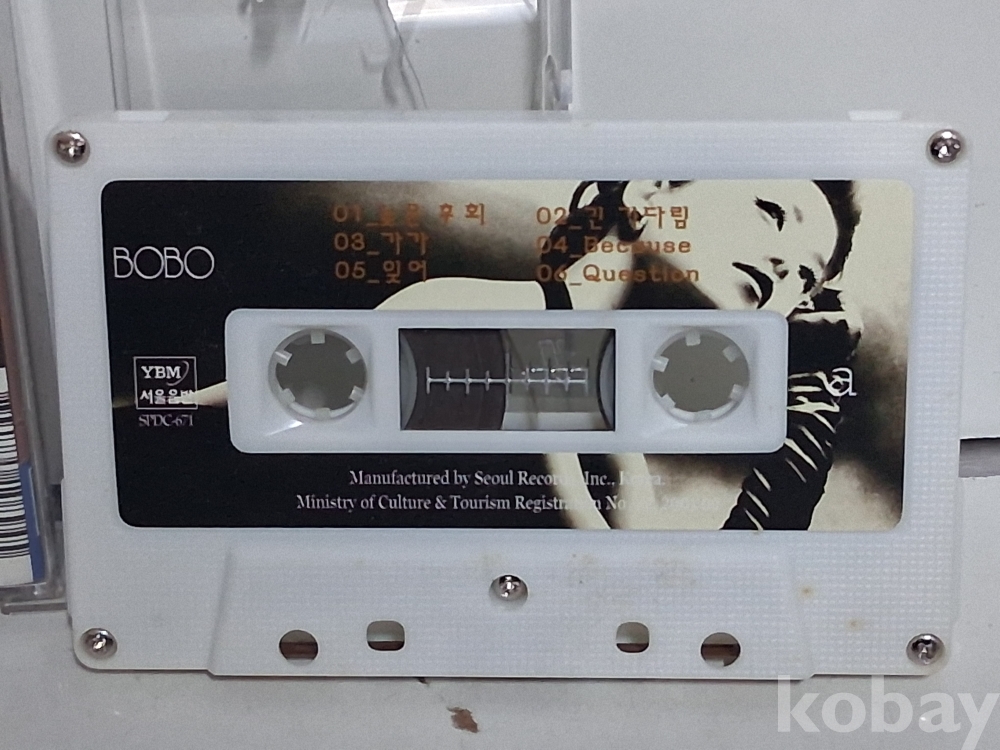 01_늦은 후회 02_긴 기다림
03_가가 04_Because
05_잊어 06_Question
BOBO
YBM
서울음반
SPDC-671
a
Manufactured by Seoul Records Inc., Korea.
Ministry of Culture & Tourism Registration No.
kobay